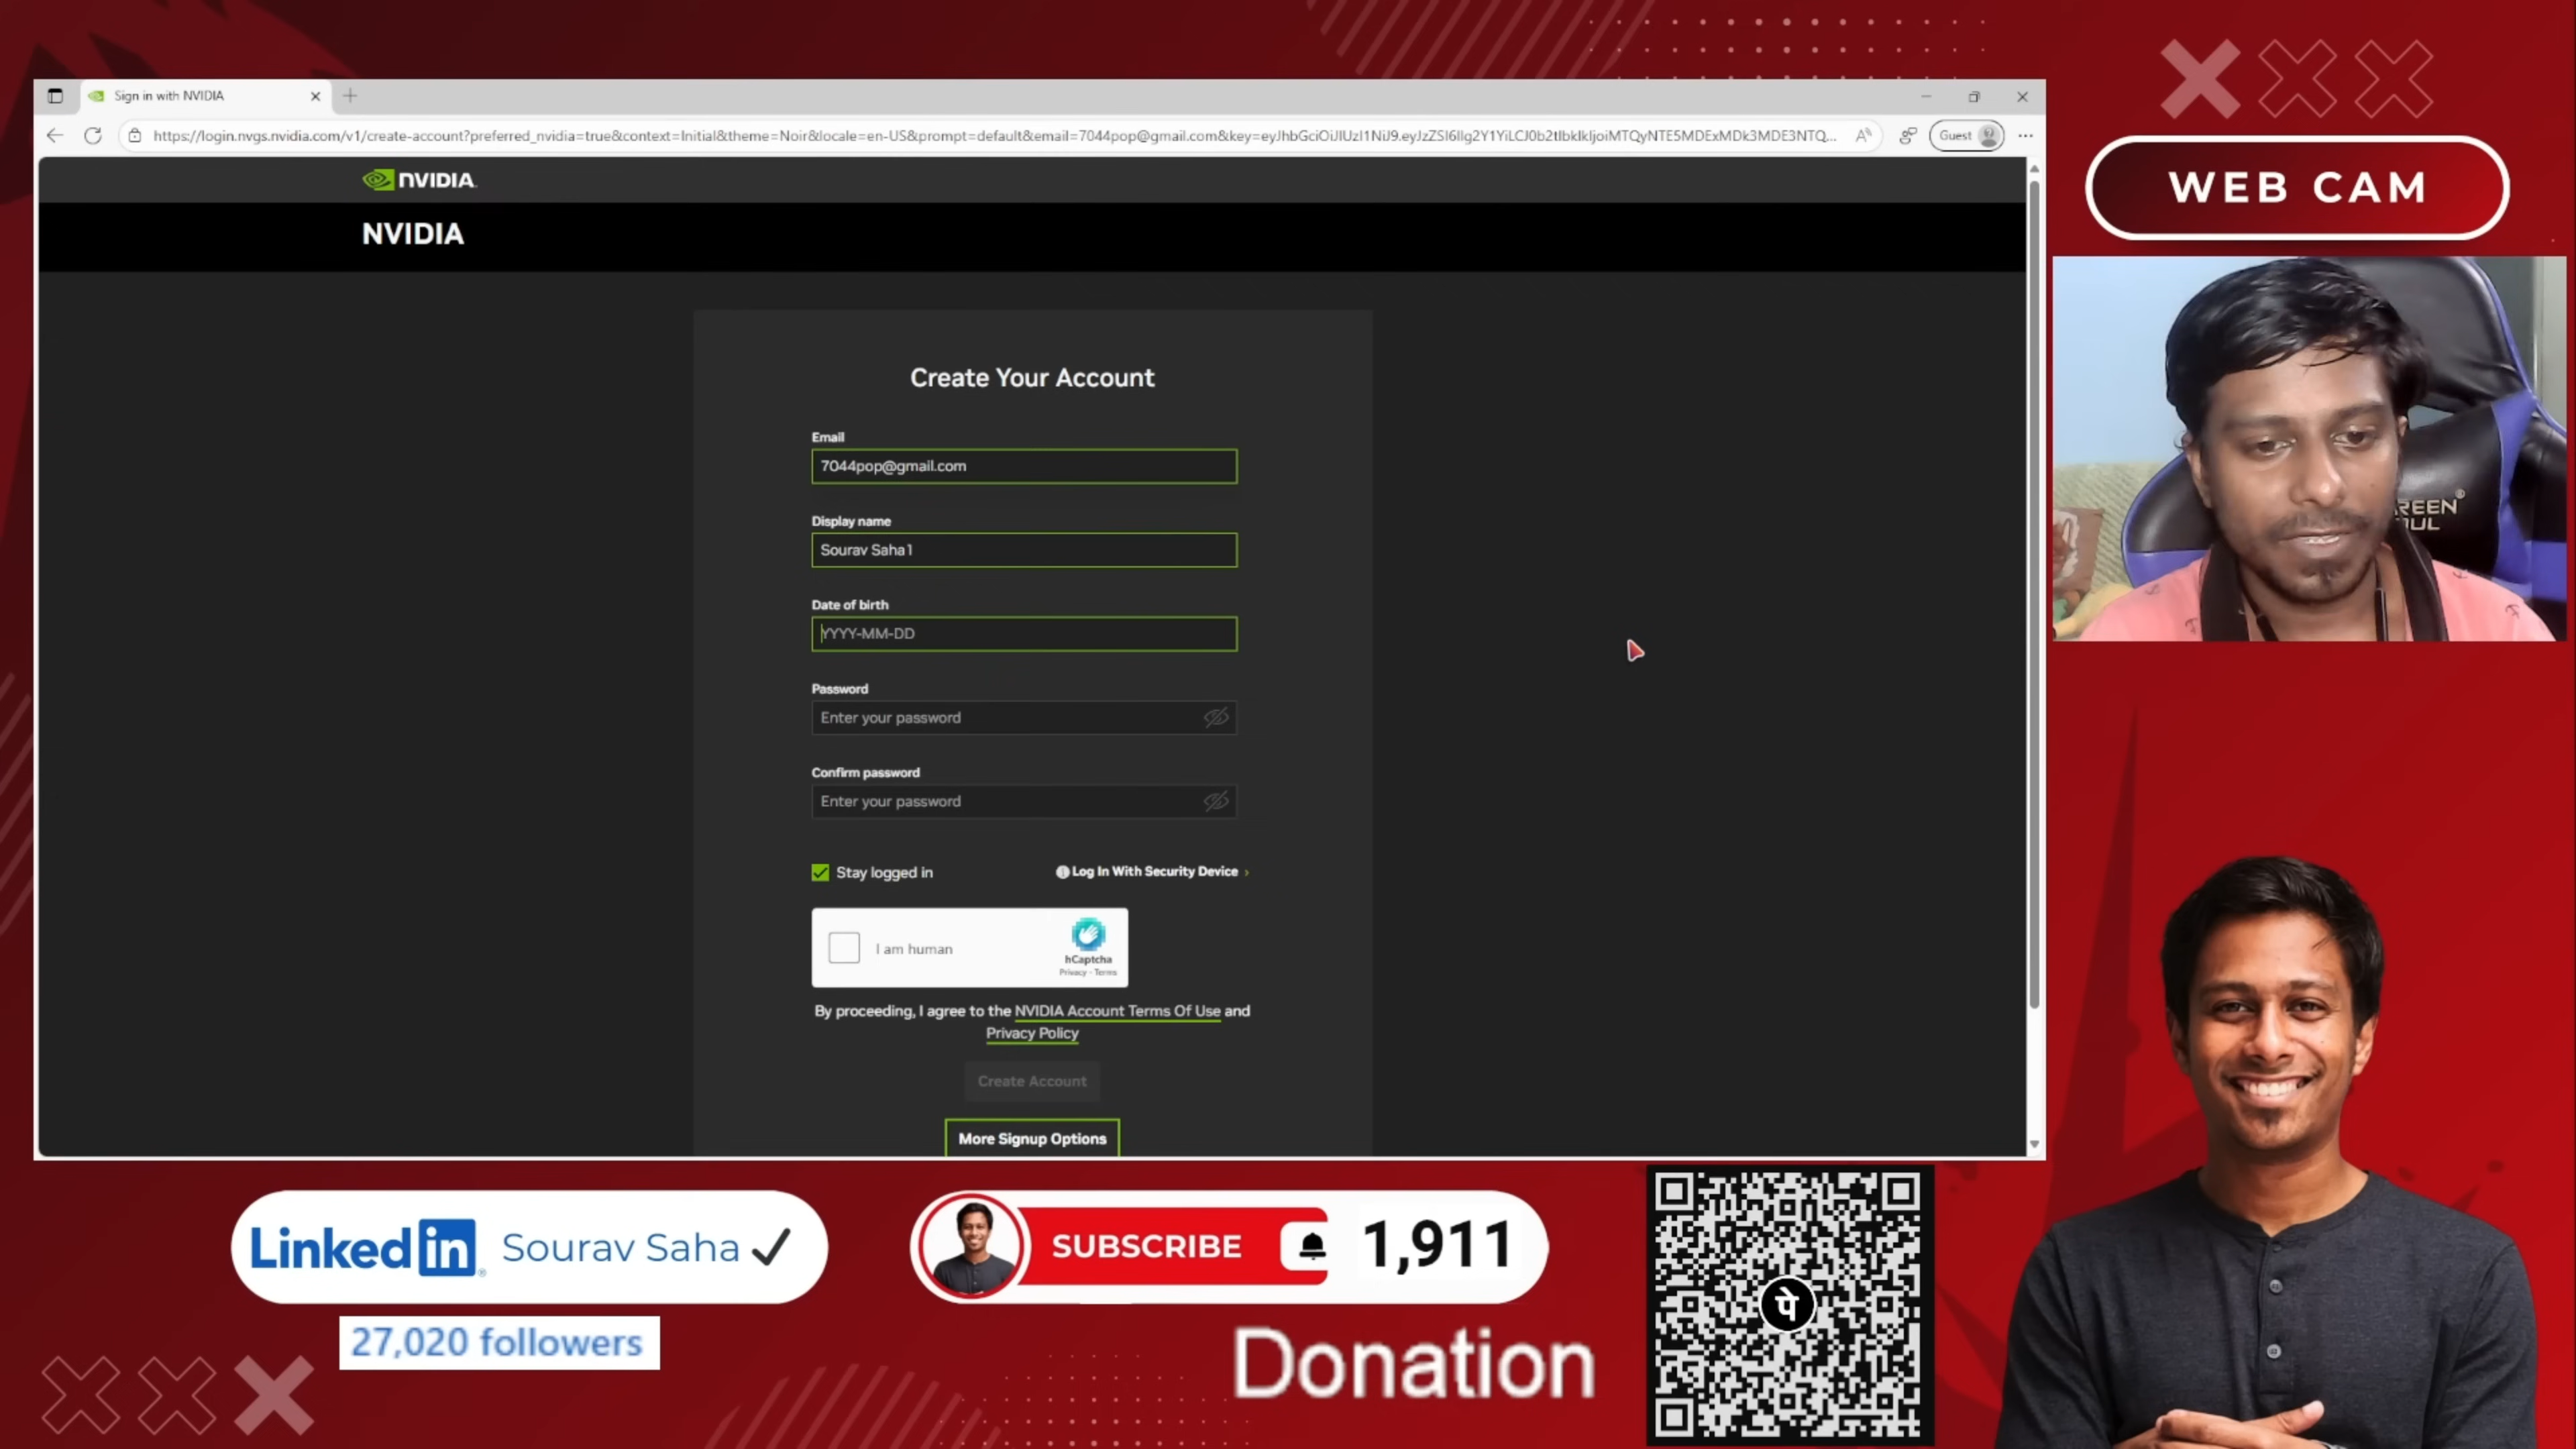 Sign in with NVIDIA
https://login.nvgs.nvidia.com/v1/create-account?preferred_nvidia=true&context=Initial&theme=Noir&locale=en-US&prompt=default&email=7044pop@gmail.com&key=
Guest
NVIDIA.
NVIDIA
Create Your Account
Email
7044pop@gmail.com
Display name
Sourav Saha1
Date of birth
YYYY-MM-DD
Password
Enter your password
Confirm password
Enter your password
Stay logged in
Log In With Security Device
I am human
hCaptcha
Privacy - Terms
By proceeding, I agree to the NVIDIA Account Terms Of Use and
Privacy Policy
Create Account
More Signup Options
WEB CAM
LinkedIn Sourav Saha
27,020 followers
SUBSCRIBE 1,911
Donation
पे